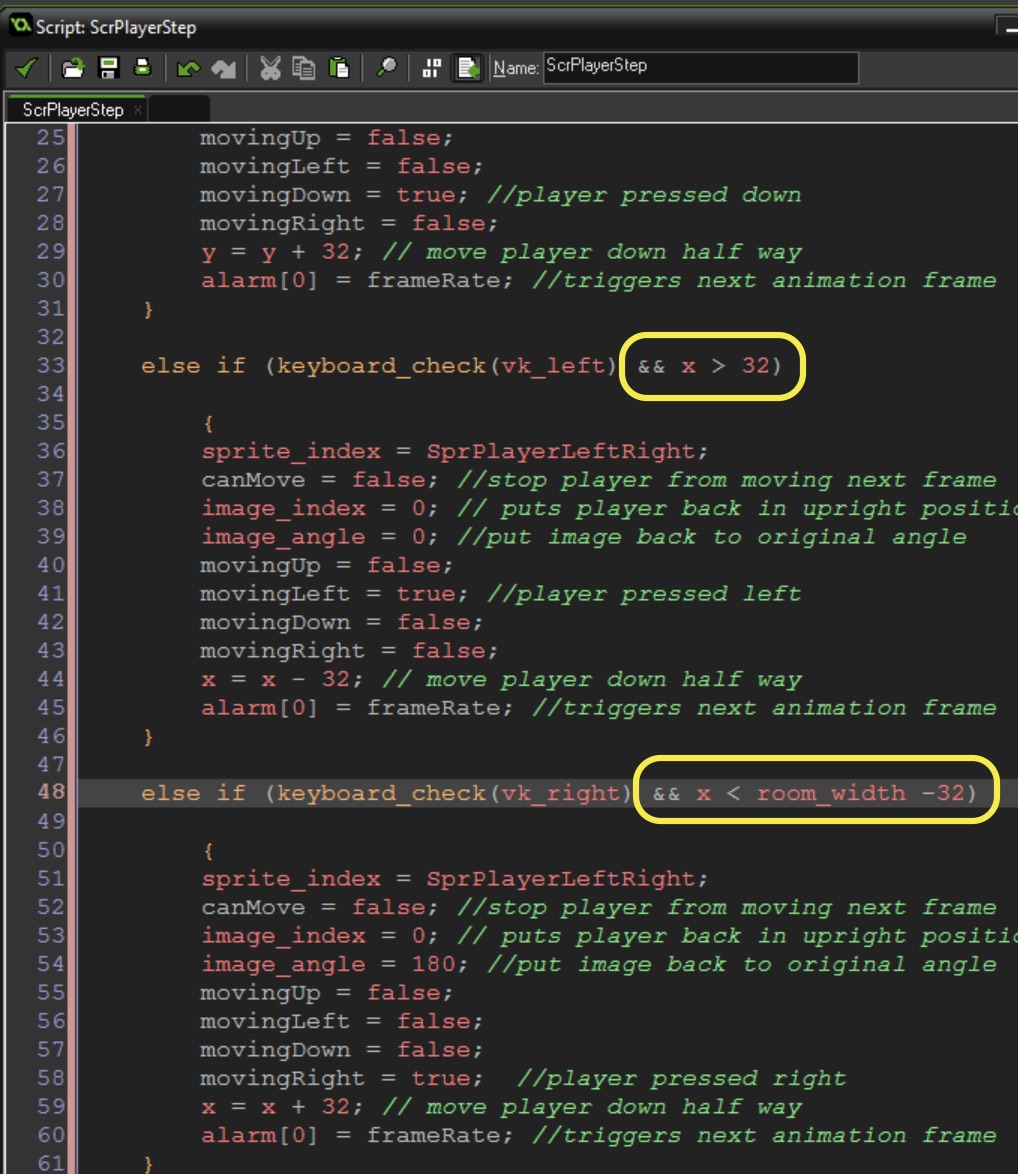 Script: ScrPlayerStep
Name: ScrPlayerStep
ScrPlayerStep ×
25 movingUp = false;
26 movingLeft = false;
27 movingDown = true; //player pressed down
28 movingRight = false;
29 y = y + 32; // move player down half way
30 alarm[0] = frameRate; //triggers next animation frame
31 }
32
33 else if (keyboard_check(vk_left) && x > 32)
34
35 {
36 sprite_index = SprPlayerLeftRight;
37 canMove = false; //stop player from moving next frame
38 image_index = 0; // puts player back in upright positio
39 image_angle = 0; //put image back to original angle
40 movingUp = false;
41 movingLeft = true; //player pressed left
42 movingDown = false;
43 movingRight = false;
44 x = x - 32; // move player down half way
45 alarm[0] = frameRate; //triggers next animation frame
46 }
47
48 else if (keyboard_check(vk_right) && x < room_width -32)
49
50 {
51 sprite_index = SprPlayerLeftRight;
52 canMove = false; //stop player from moving next frame
53 image_index = 0; // puts player back in upright positio
54 image_angle = 180; //put image back to original angle
55 movingUp = false;
56 movingLeft = false;
57 movingDown = false;
58 movingRight = true; //player pressed right
59 x = x + 32; // move player down half way
60 alarm[0] = frameRate; //triggers next animation frame
61 }